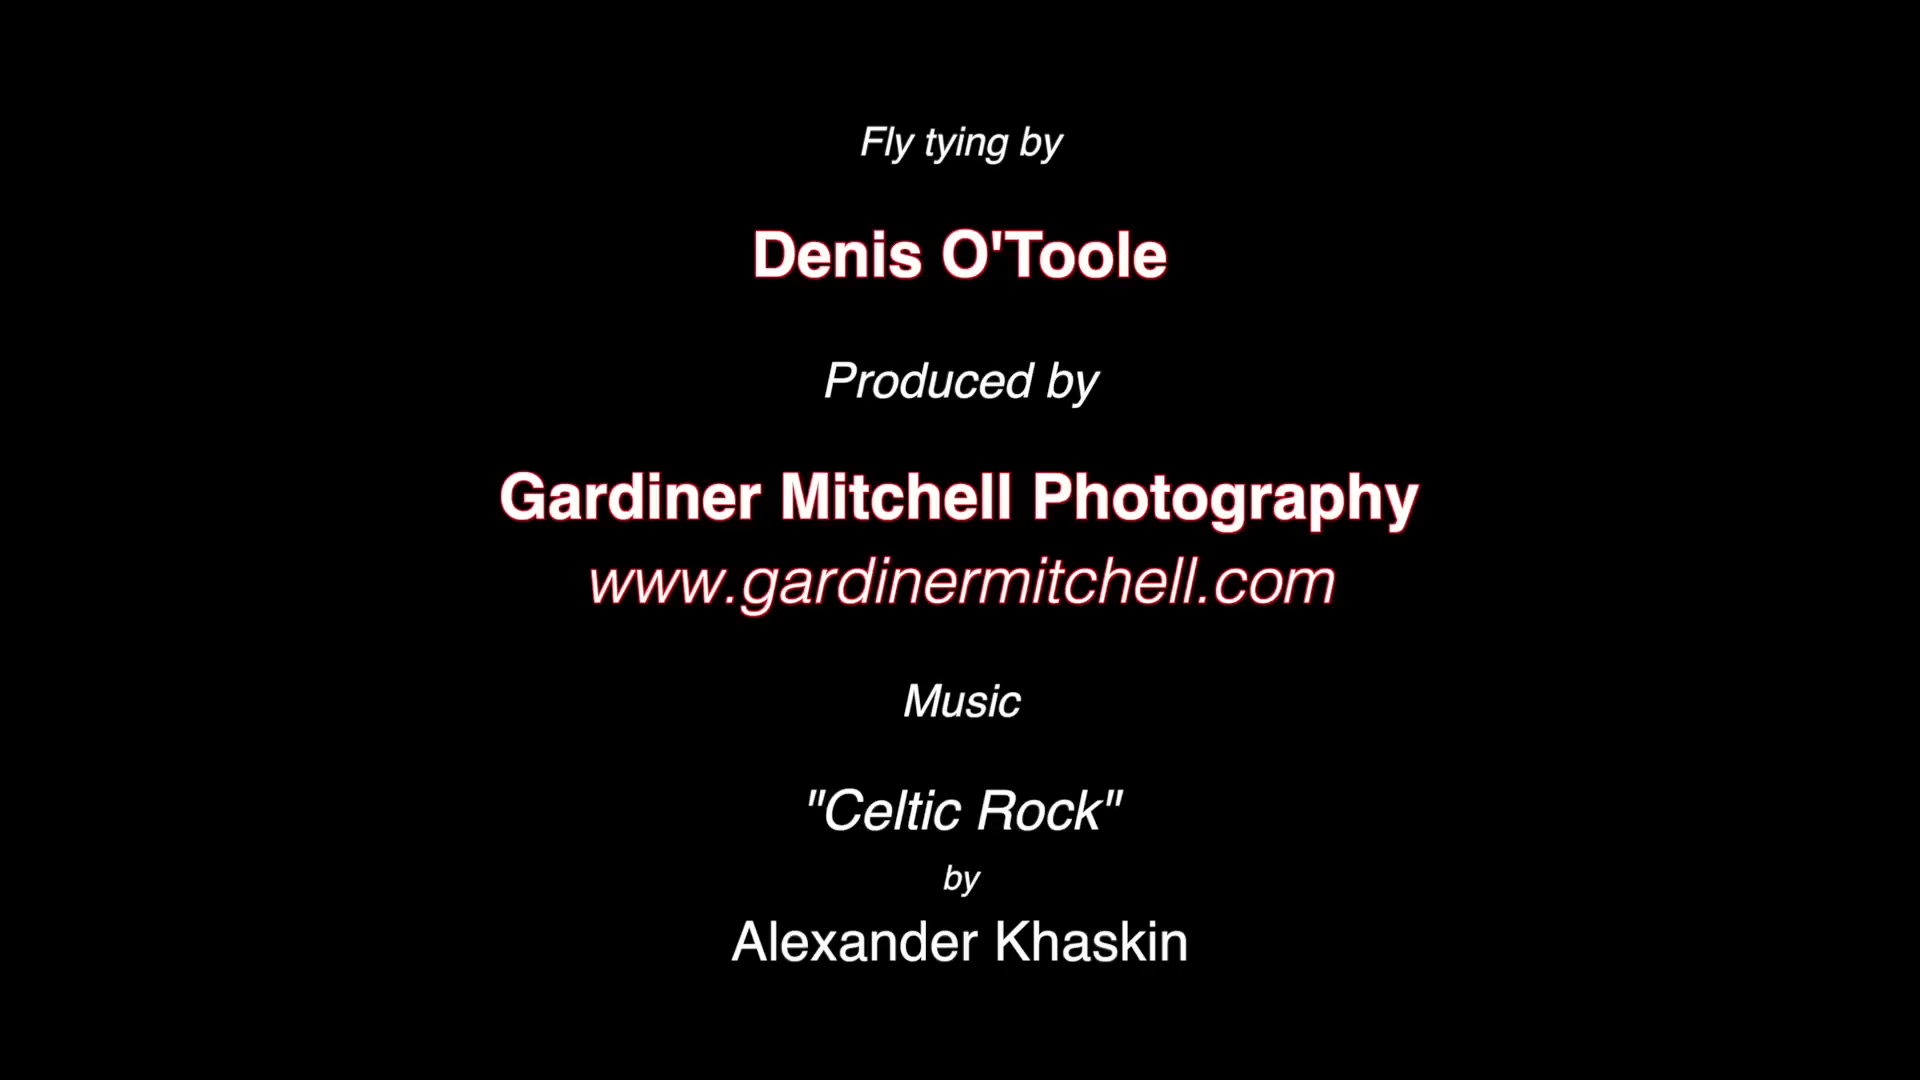 Fly tying by
Denis O'Toole
Produced by
Gardiner Mitchell Photography
www.gardinermitchell.com
Music
"Celtic Rock"
by
Alexander Khaskin